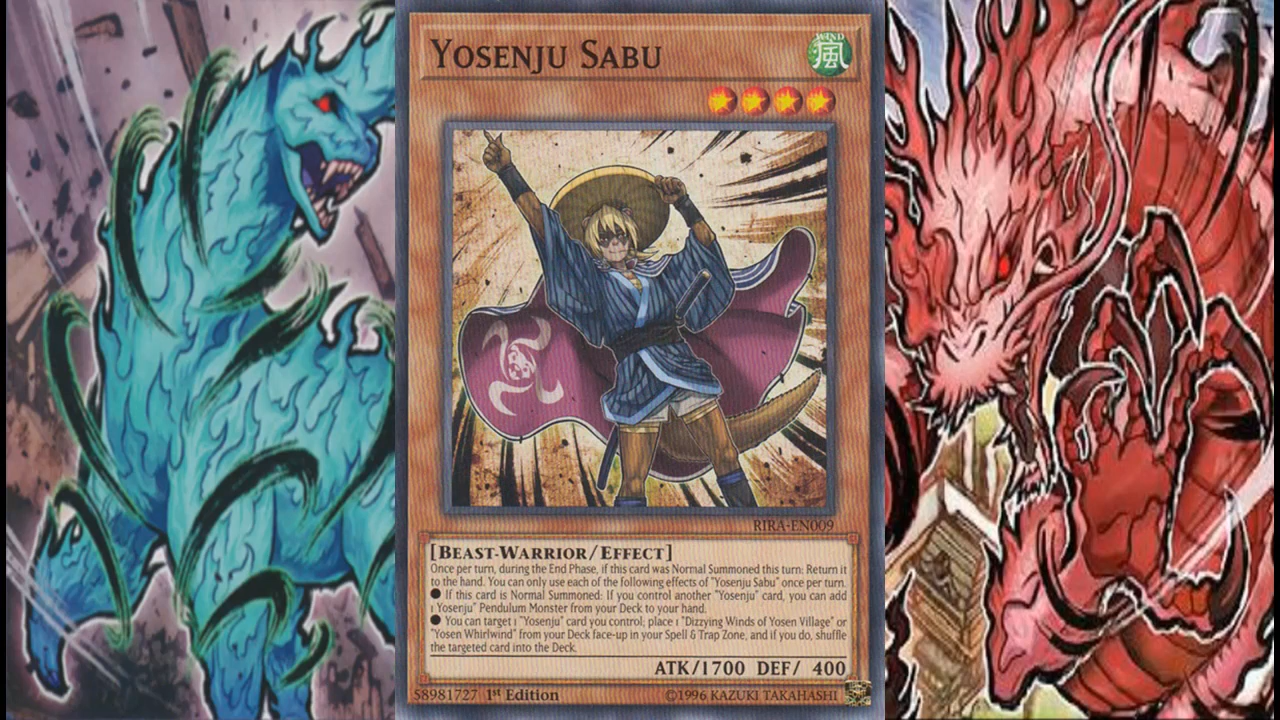 YOSENJU SABU
WIND
風
RIRA-EN009
[BEAST-WARRIOR/EFFECT]
Once per turn, during the End Phase, if this card was Normal Summoned this turn: Return it
to the hand. You can only use each of the following effects of "Yosenju Sabu" once per turn.
● If this card is Normal Summoned: If you control another "Yosenju" card, you can add
1 "Yosenju" Pendulum Monster from your Deck to your hand.
● You can target 1 "Yosenju" card you control; place 1 "Dizzying Winds of Yosen Village" or
"Yosen Whirlwind" from your Deck face-up in your Spell & Trap Zone, and if you do, shuffle
the targeted card into the Deck.
ATK/1700 DEF/ 400
58981727 1st Edition ©1996 KAZUKI TAKAHASHI